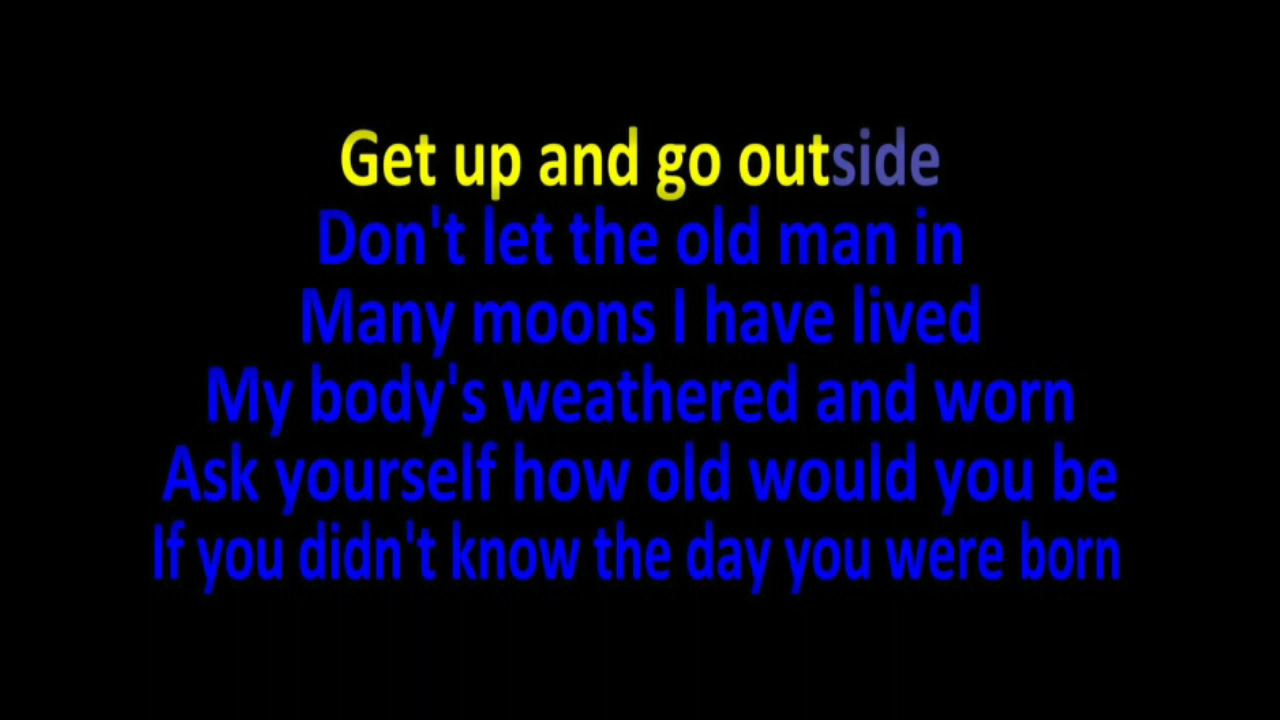 Get up and go outside
Don't let the old man in
Many moons I have lived
My body's weathered and worn
Ask yourself how old would you be
If you didn't know the day you were born